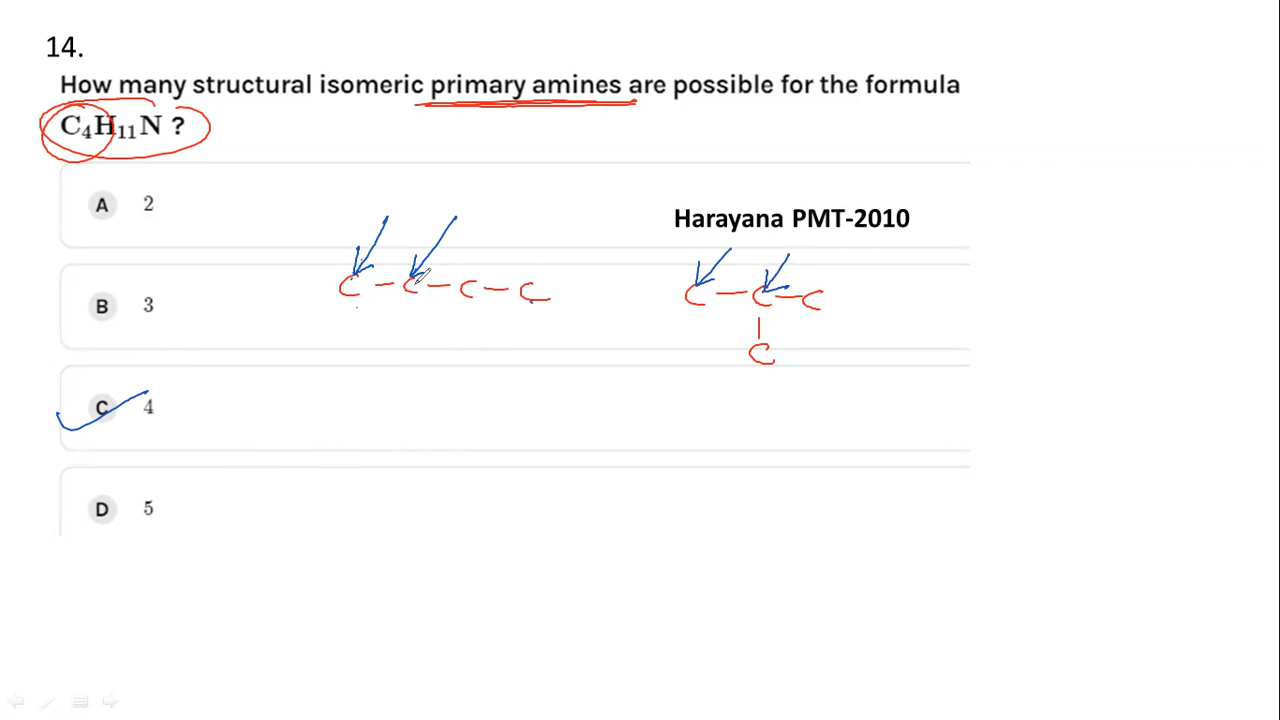 14.
How many structural isomeric primary amines are possible for the formula
C₄H₁₁N ?
A 2
Harayana PMT-2010
B 3
C - C - C - C
C - C - C
|
C
C 4
D 5